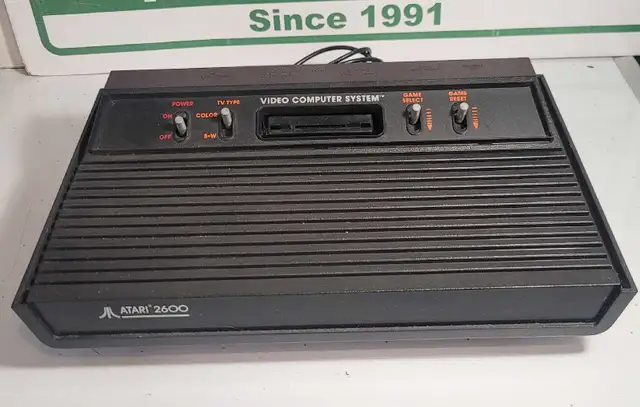 Since 1991
POWER
ON
OFF
TV TYPE
COLOR
B•W
VIDEO COMPUTER SYSTEM™
GAME
SELECT
GAME
RESET
ATARI® 2600